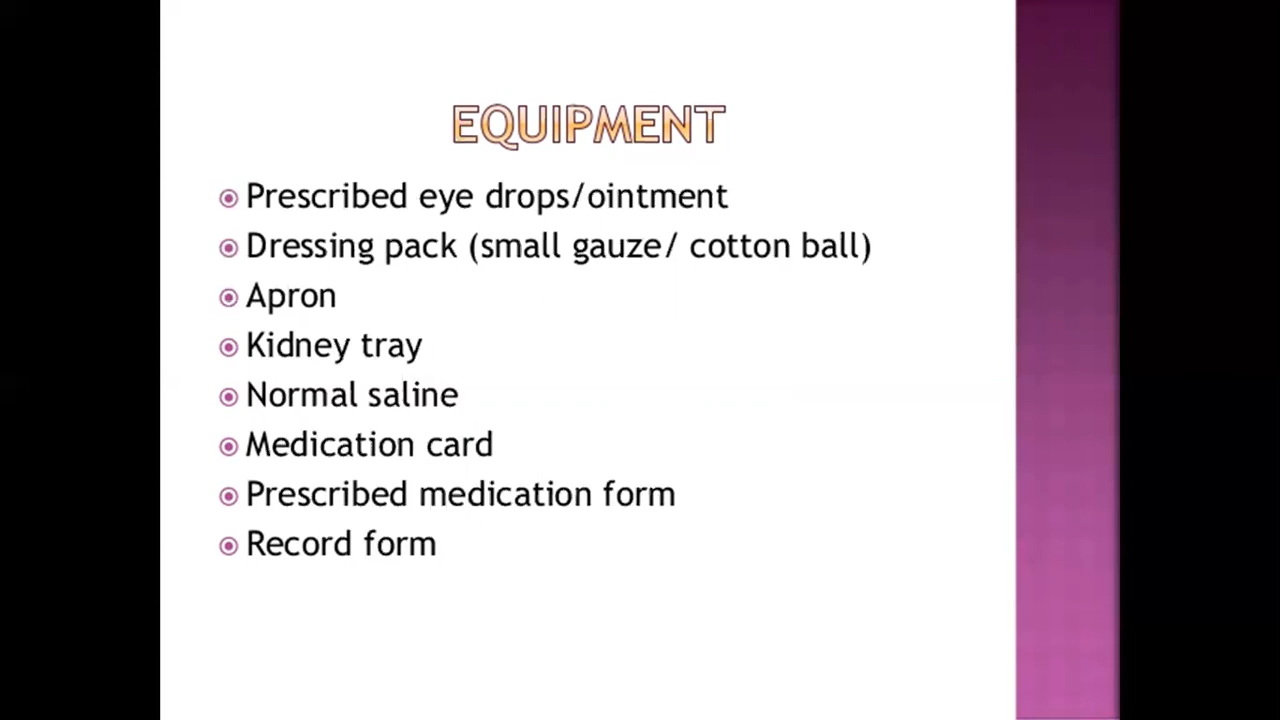 EQUIPMENT
Prescribed eye drops/ointment
Dressing pack (small gauze/ cotton ball)
Apron
Kidney tray
Normal saline
Medication card
Prescribed medication form
Record form